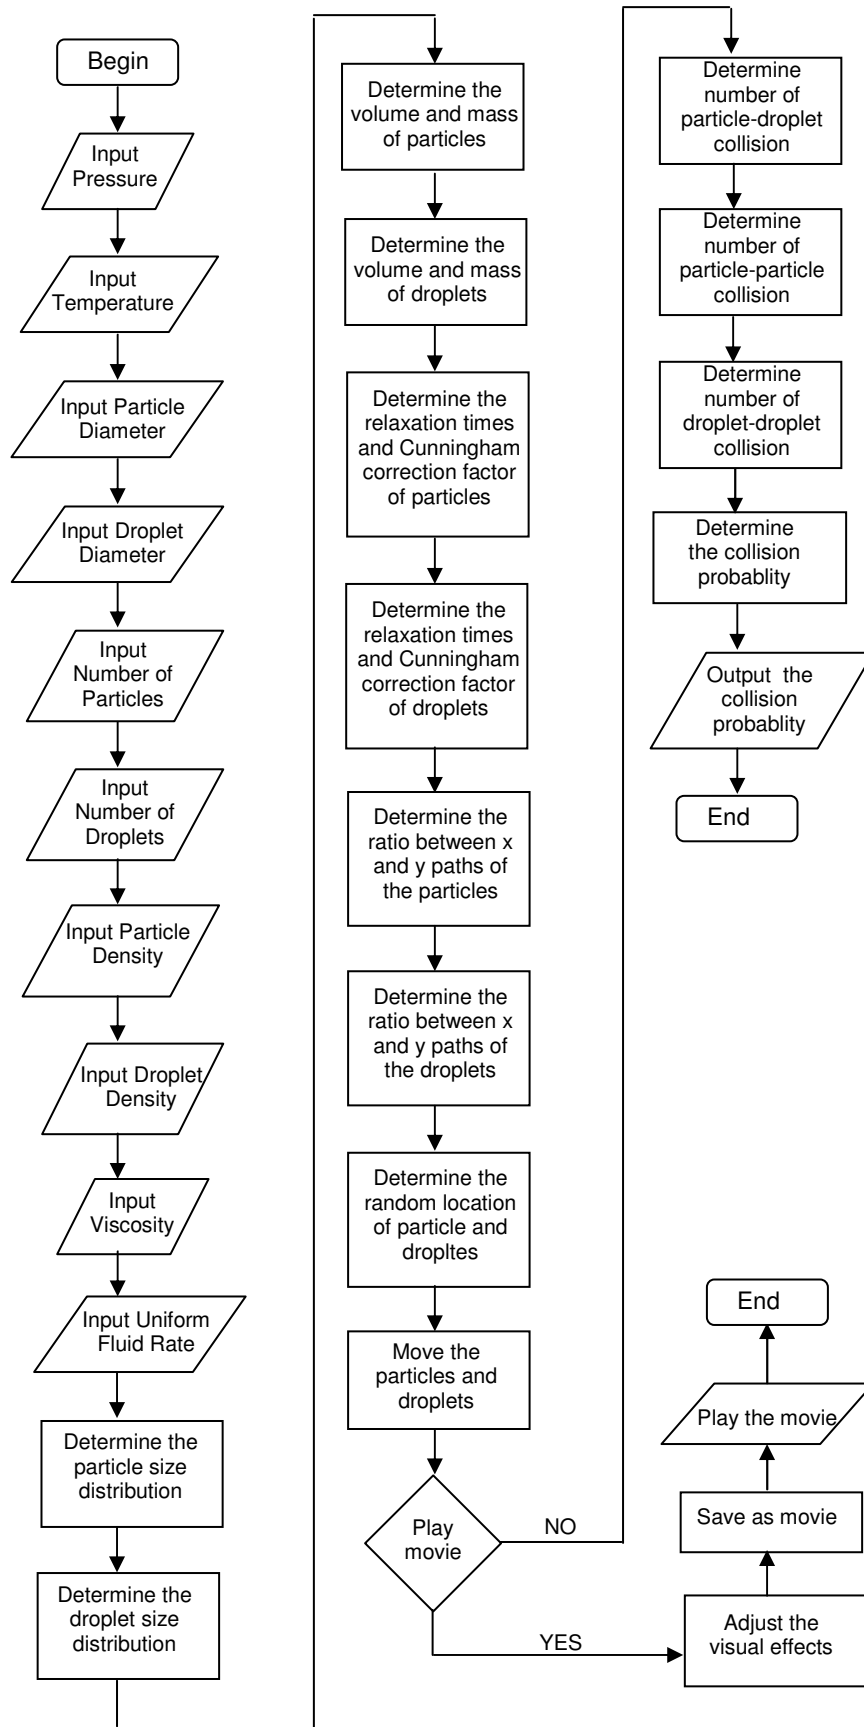 Begin
Input
Pressure
Input
Temperature
Input Particle
Diameter
Input Droplet
Diameter
Input
Number of
Particles
Input
Number of
Droplets
Input Particle
Density
Input Droplet
Density
Input
Viscosity
Input Uniform
Fluid Rate
Determine the
particle size
distribution
Determine the
droplet size
distribution
Determine the
volume and mass
of particles
Determine the
volume and mass
of droplets
Determine the
relaxation times
and Cunningham
correction factor
of particles
Determine the
relaxation times
and Cunningham
correction factor
of droplets
Determine the
ratio between x
and y paths of
the particles
Determine the
ratio between x
and y paths of
the droplets
Determine the
random location
of particle and
dropltes
Move the
particles and
droplets
Play
movie
NO
YES
Determine
number of
particle-droplet
collision
Determine
number of
particle-particle
collision
Determine
number of
droplet-droplet
collision
Determine
the collision
probablity
Output the
collision
probablity
End
End
Play the movie
Save as movie
Adjust the
visual effects